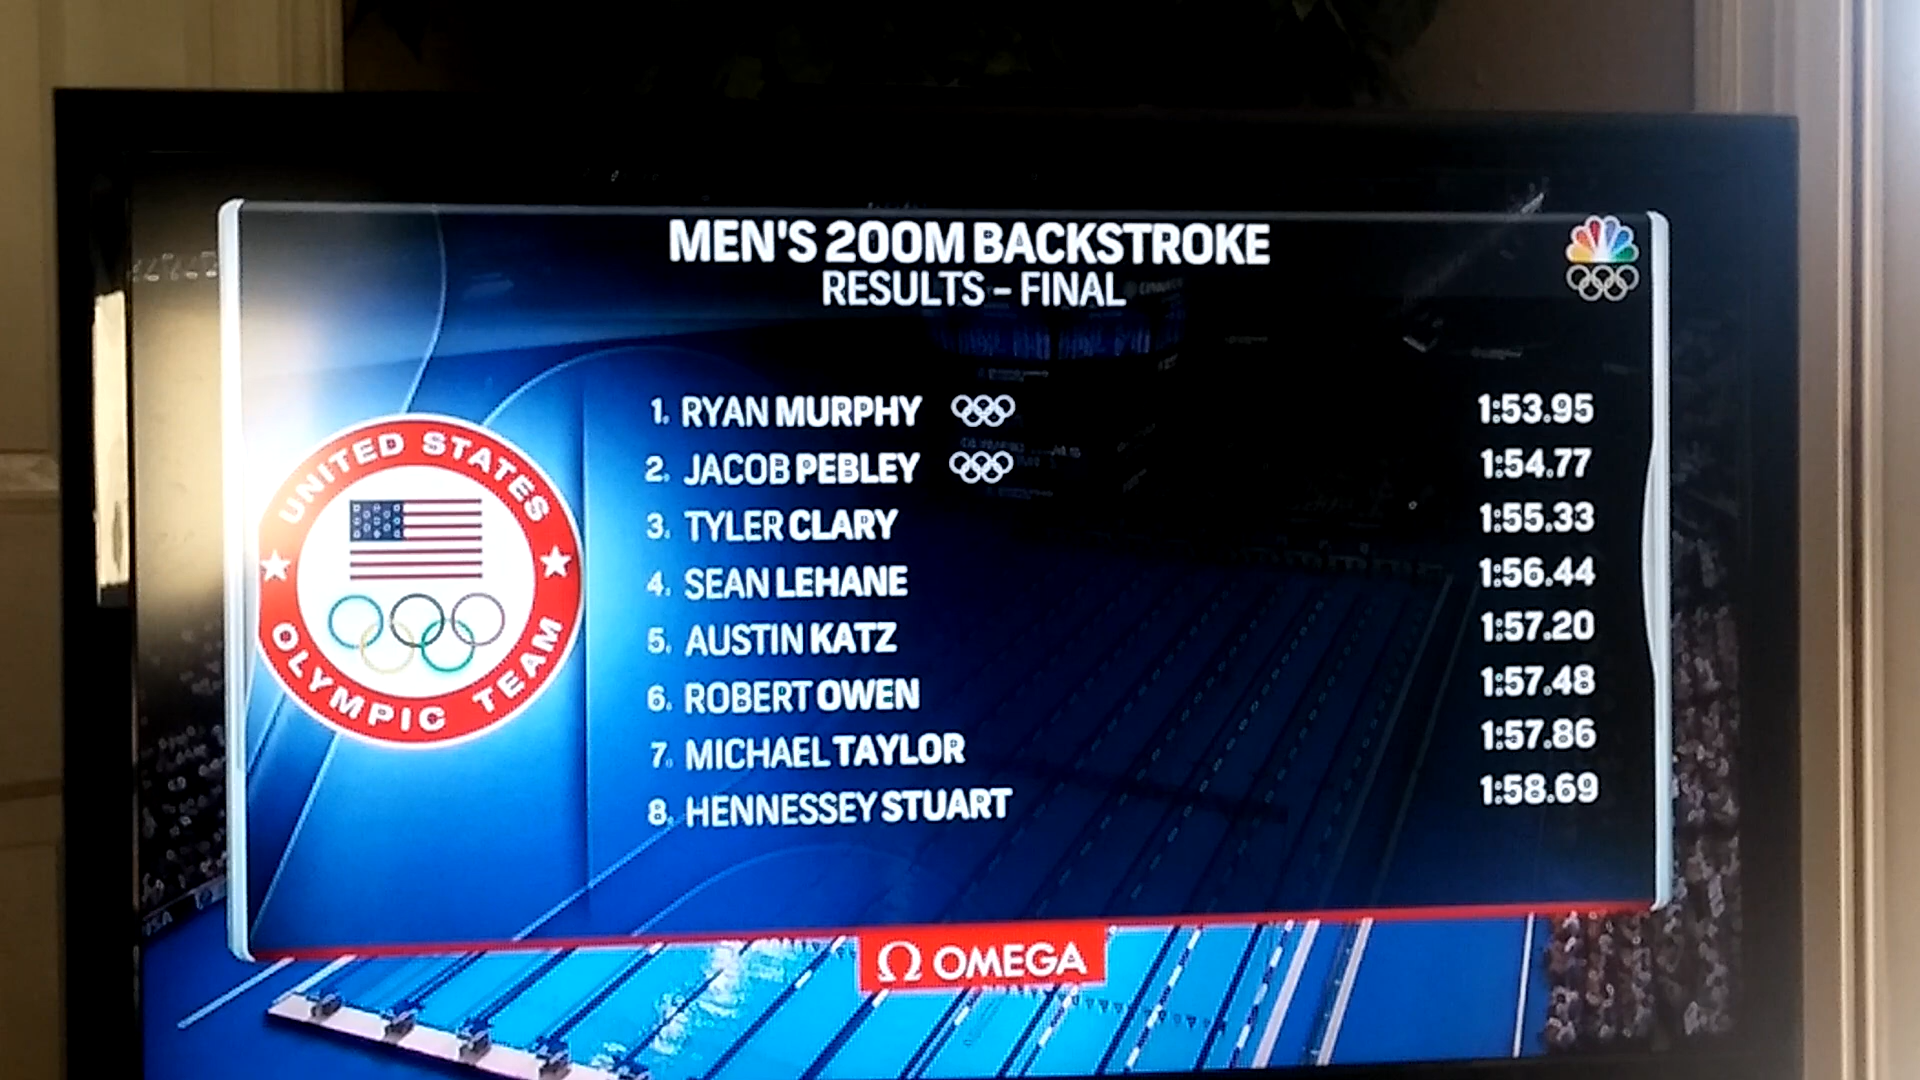 MEN'S 200M BACKSTROKE
RESULTS – FINAL
UNITED STATES
OLYMPIC TEAM
1. RYAN MURPHY 1:53.95
2. JACOB PEBLEY 1:54.77
3. TYLER CLARY 1:55.33
4. SEAN LEHANE 1:56.44
5. AUSTIN KATZ 1:57.20
6. ROBERT OWEN 1:57.48
7. MICHAEL TAYLOR 1:57.86
8. HENNESSEY STUART 1:58.69
Ω OMEGA